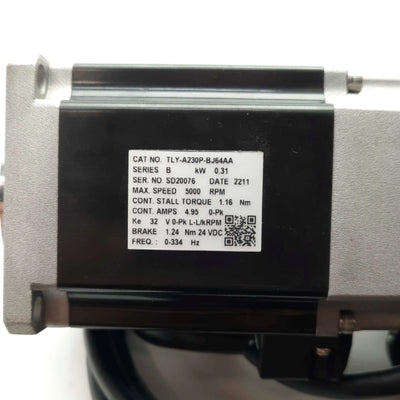 CAT NO. TLY-A230P-BJ64AA
SERIES B kW 0.31
SER. NO. SD20076 DATE 2211
MAX. SPEED 5000 RPM
CONT. STALL TORQUE 1.16 Nm
CONT. AMPS 4.95 0-Pk
Ke 32 V 0-Pk L-L/kRPM
BRAKE 1.24 Nm 24 VDC
FREQ. : 0-334 Hz